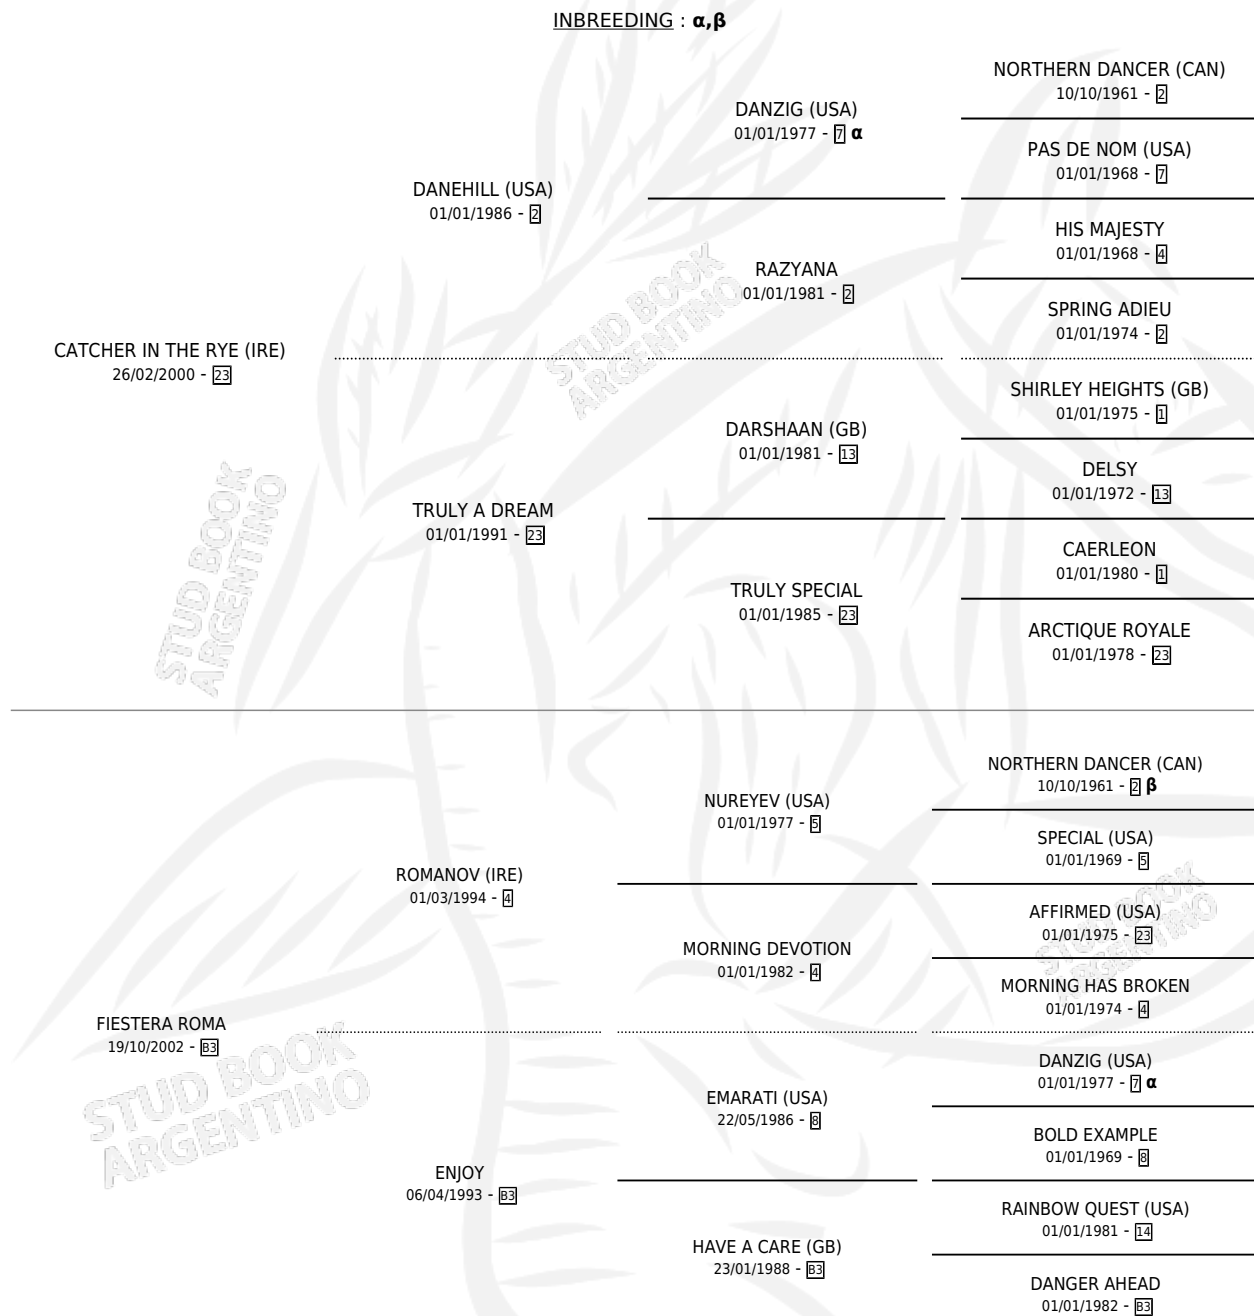 INBREEDING : α,β
NORTHERN DANCER (CAN)
10/10/1961 - 2
DANZIG (USA)
01/01/1977 - 7 α
PAS DE NOM (USA)
01/01/1968 - 7
DANEHILL (USA)
01/01/1986 - 2
HIS MAJESTY
01/01/1968 - 4
RAZYANA
01/01/1981 - 2
SPRING ADIEU
01/01/1974 - 2
CATCHER IN THE RYE (IRE)
26/02/2000 - 23
SHIRLEY HEIGHTS (GB)
01/01/1975 - 1
DARSHAAN (GB)
01/01/1981 - 13
DELSY
01/01/1972 - 13
TRULY A DREAM
01/01/1991 - 23
CAERLEON
01/01/1980 - 1
TRULY SPECIAL
01/01/1985 - 23
ARCTIQUE ROYALE
01/01/1978 - 23
NORTHERN DANCER (CAN)
10/10/1961 - 2 β
NUREYEV (USA)
01/01/1977 - 5
SPECIAL (USA)
01/01/1969 - 5
ROMANOV (IRE)
01/03/1994 - 4
AFFIRMED (USA)
01/01/1975 - 23
MORNING DEVOTION
01/01/1982 - 4
MORNING HAS BROKEN
01/01/1974 - 4
FIESTERA ROMA
19/10/2002 - B3
DANZIG (USA)
01/01/1977 - 7 α
EMARATI (USA)
22/05/1986 - 8
BOLD EXAMPLE
01/01/1969 - 8
ENJOY
06/04/1993 - B3
RAINBOW QUEST (USA)
01/01/1981 - 14
HAVE A CARE (GB)
23/01/1988 - B3
DANGER AHEAD
01/01/1982 - B3
STUD BOOK
ARGENTINO
STUD BOOK
ARGENTINO
STUD BOOK
ARGENTINO
STUD BOOK
ARGENTINO